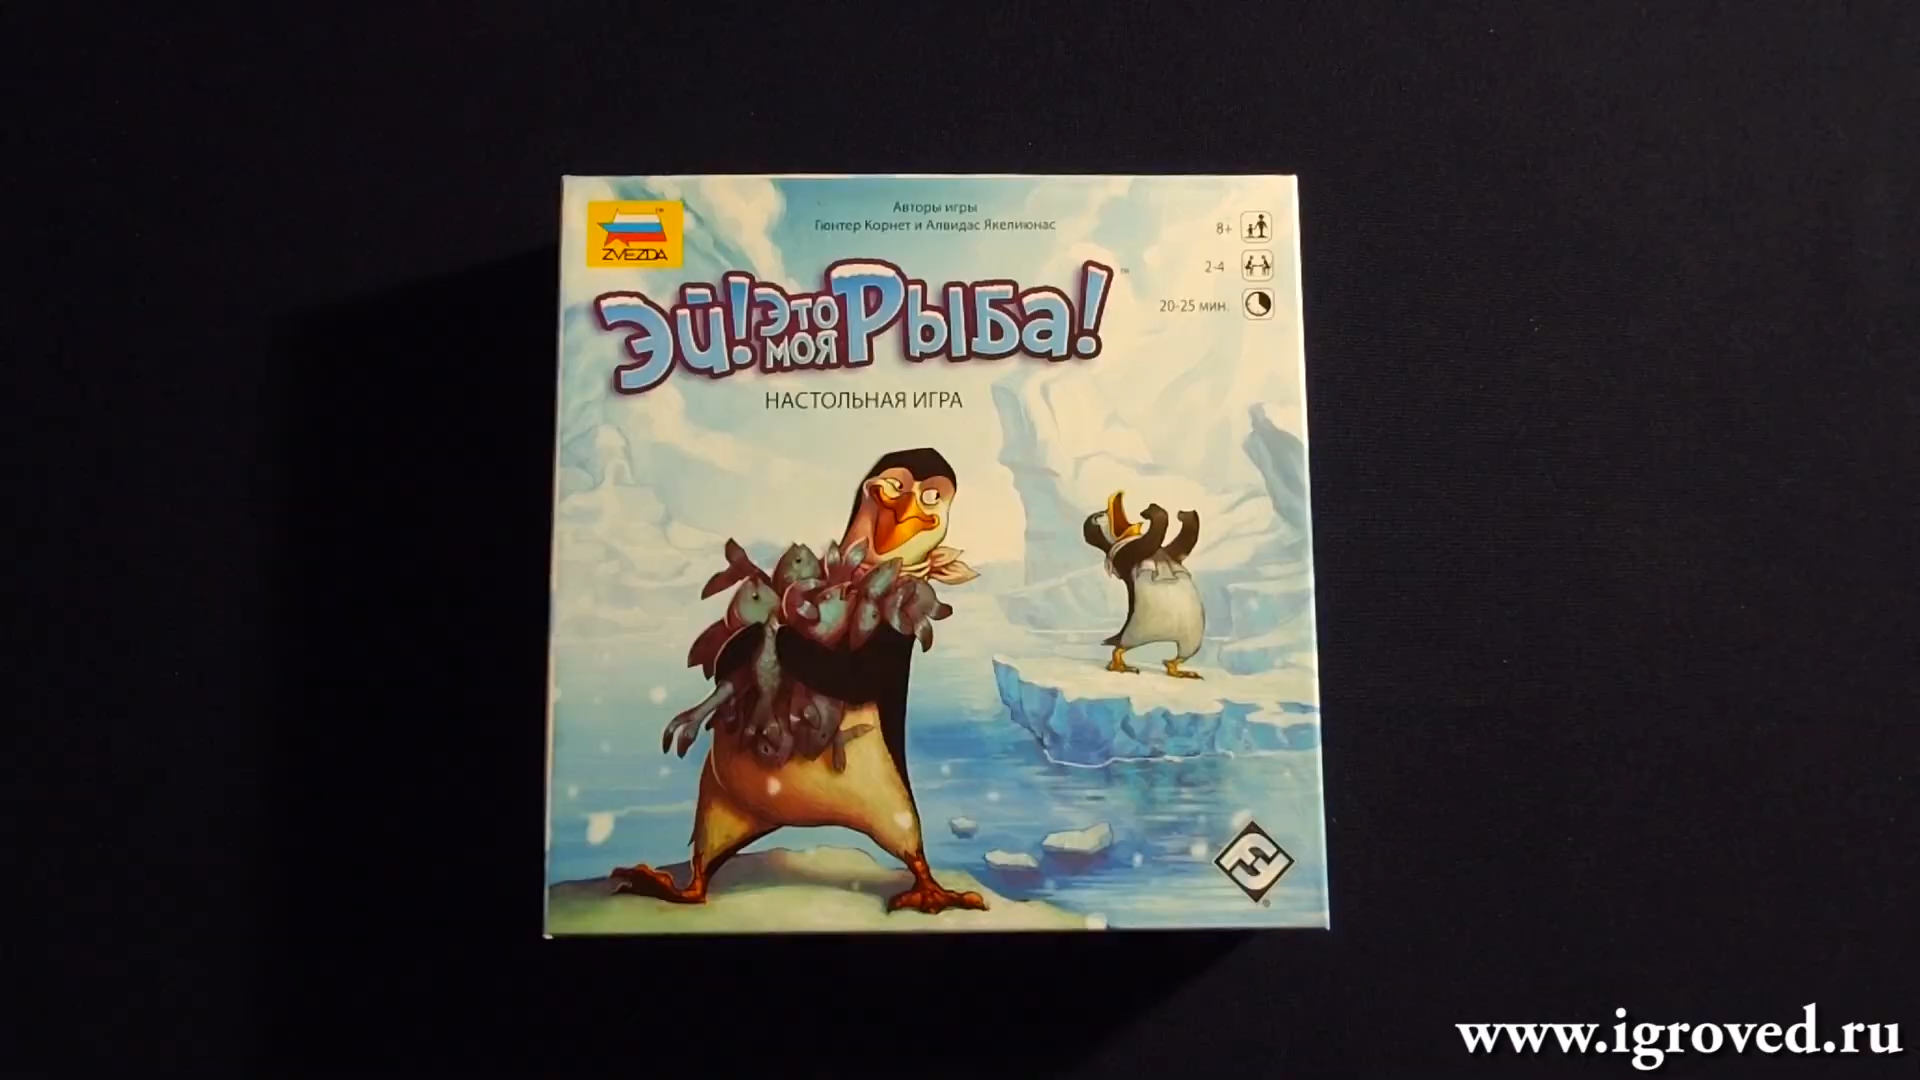 ZVEZDA
Авторы игры
Гюнтер Корнет и Алвидас Якелиюнас
8+
2-4
20-25 мин.
Эй! Это моя Рыба!
НАСТОЛЬНАЯ ИГРА
www.igroved.ru